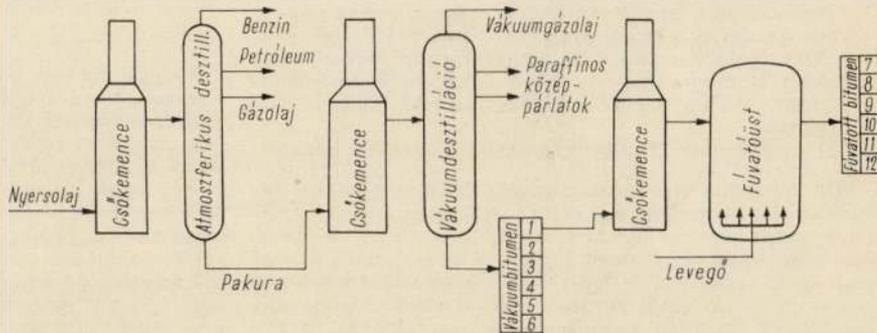 Nyersolaj
Csőkemence
Atmoszferikus desztill.
Benzin
Petróleum
Gázolaj
Pakura
Csőkemence
Vákuumdesztilláció
Vákuumgázolaj
Paraffinos
közép-
párlatok
Vákuumbitumen
1
2
3
4
5
6
Csőkemence
Levegő
Fúvatóüst
Fúvatott bitumen
7
8
9
10
11
12